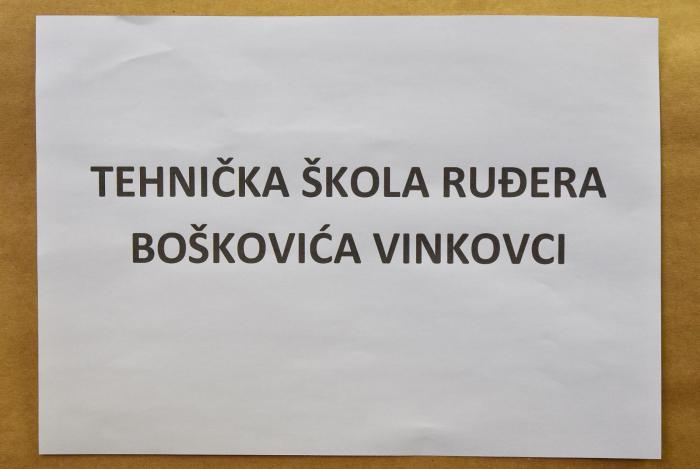 TEHNIČKA ŠKOLA RUĐERA
BOŠKOVIĆA VINKOVCI